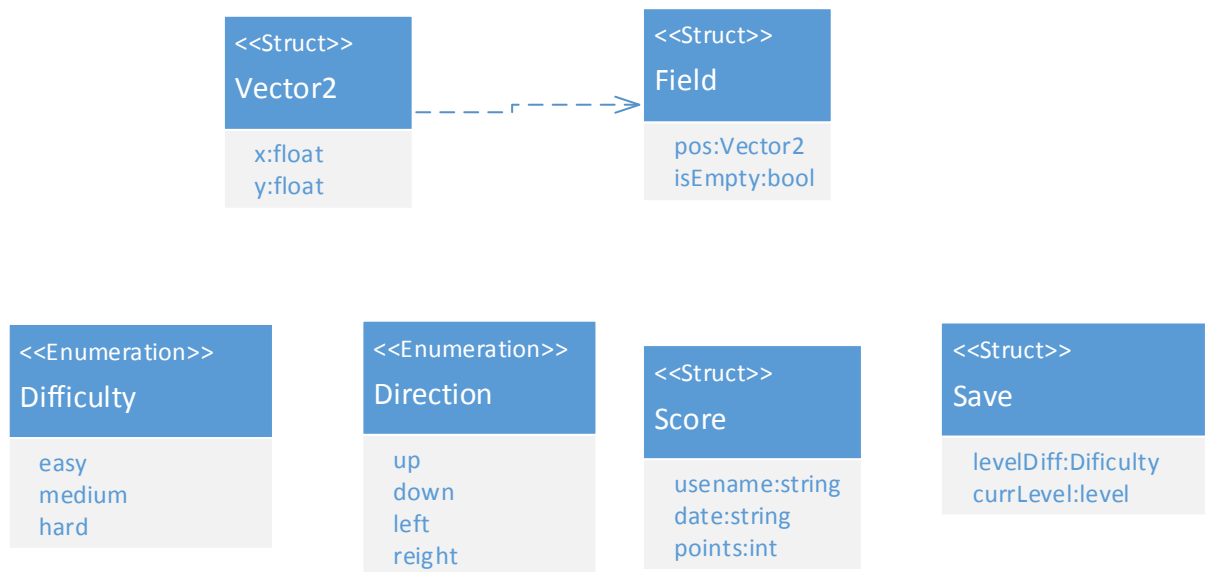 <<Struct>>
Vector2
x:float
y:float
<<Struct>>
Field
pos:Vector2
isEmpty:bool
<<Enumeration>>
Difficulty
easy
medium
hard
<<Enumeration>>
Direction
up
down
left
reight
<<Struct>>
Score
usename:string
date:string
points:int
<<Struct>>
Save
levelDiff:Dificulty
currLevel:level